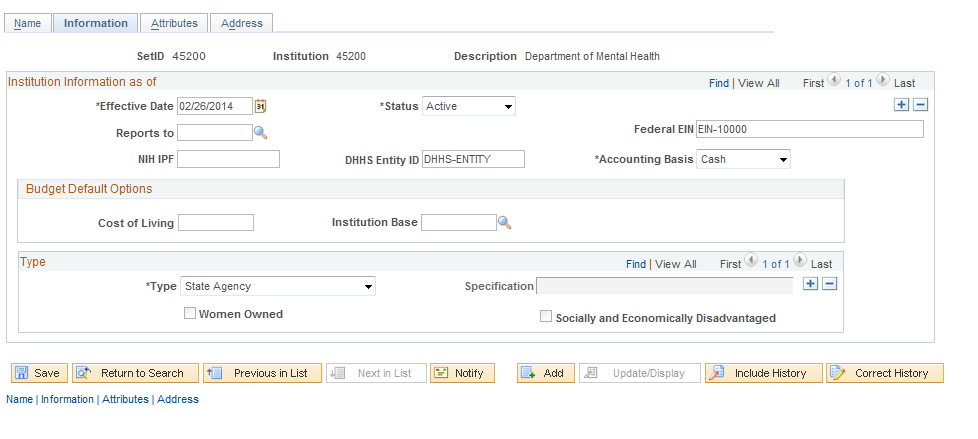 Name Information Attributes Address
SetID 45200 Institution 45200 Description Department of Mental Health
Institution Information as of Find | View All First 1 of 1 Last
*Effective Date 02/26/2014 31 *Status Active
Reports to Federal EIN EIN-10000
NIH IPF DHHS Entity ID DHHS-ENTITY *Accounting Basis Cash
Budget Default Options
Cost of Living Institution Base
Type Find | View All First 1 of 1 Last
*Type State Agency Specification
Women Owned Socially and Economically Disadvantaged
Save Return to Search Previous in List Next in List Notify Add Update/Display Include History Correct History
Name | Information | Attributes | Address